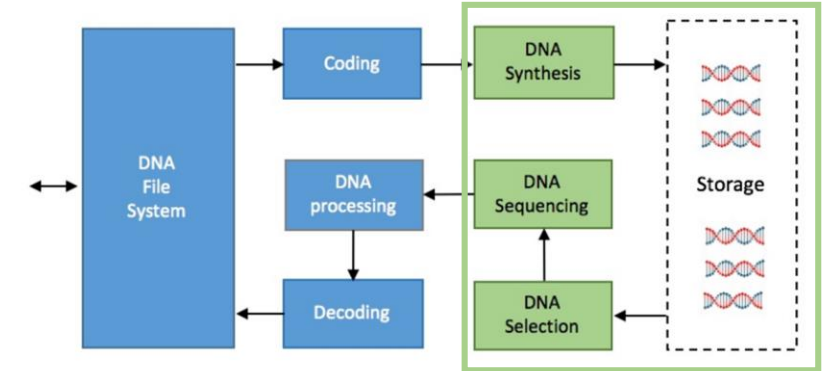 DNA
File
System
Coding
DNA
Synthesis
DNA
processing
DNA
Sequencing
Storage
Decoding
DNA
Selection